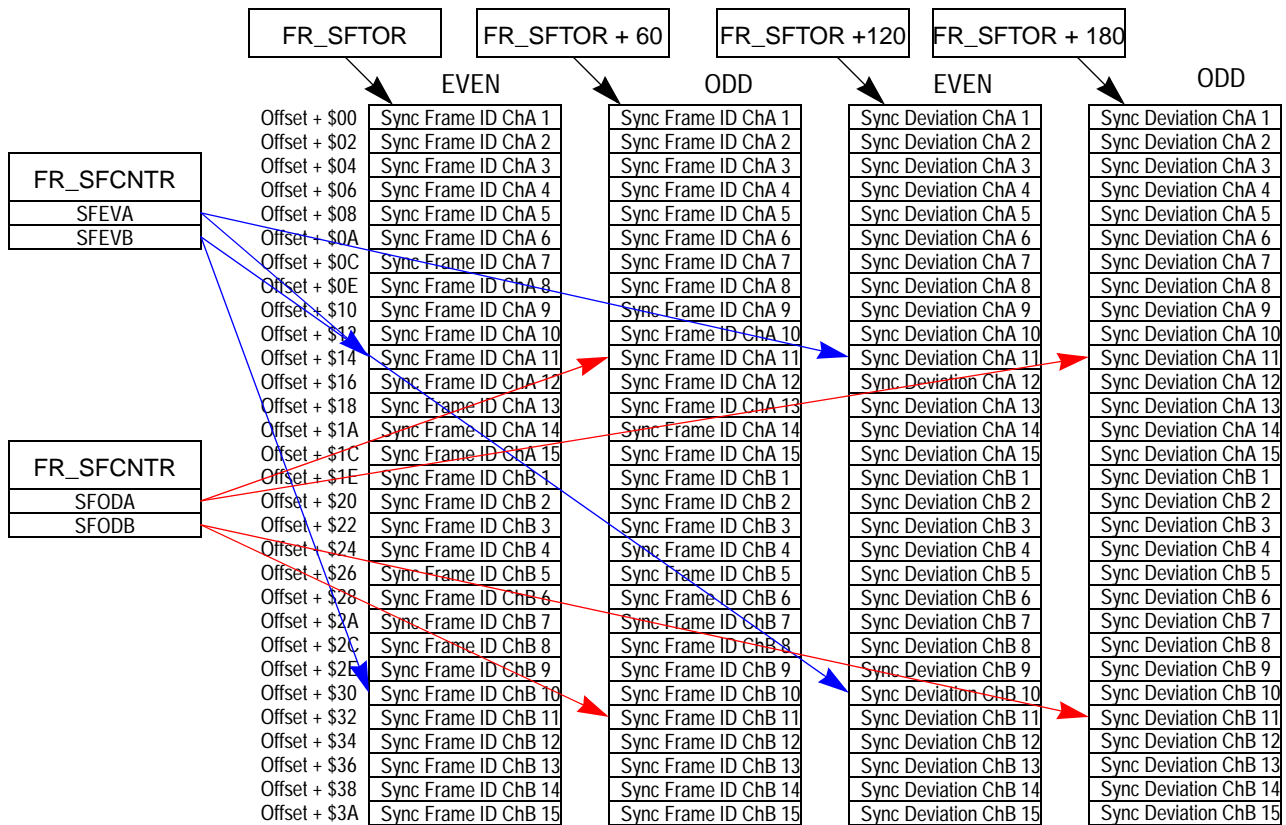 FR_SFTOR FR_SFTOR + 60 FR_SFTOR +120 FR_SFTOR + 180
EVEN ODD EVEN ODD
Offset + $00 Sync Frame ID ChA 1 Sync Frame ID ChA 1 Sync Deviation ChA 1 Sync Deviation ChA 1
Offset + $02 Sync Frame ID ChA 2 Sync Frame ID ChA 2 Sync Deviation ChA 2 Sync Deviation ChA 2
Offset + $04 Sync Frame ID ChA 3 Sync Frame ID ChA 3 Sync Deviation ChA 3 Sync Deviation ChA 3
FR_SFCNTR Offset + $06 Sync Frame ID ChA 4 Sync Frame ID ChA 4 Sync Deviation ChA 4 Sync Deviation ChA 4
SFEVA Offset + $08 Sync Frame ID ChA 5 Sync Frame ID ChA 5 Sync Deviation ChA 5 Sync Deviation ChA 5
SFEVB Offset + $0A Sync Frame ID ChA 6 Sync Frame ID ChA 6 Sync Deviation ChA 6 Sync Deviation ChA 6
Offset + $0C Sync Frame ID ChA 7 Sync Frame ID ChA 7 Sync Deviation ChA 7 Sync Deviation ChA 7
Offset + $0E Sync Frame ID ChA 8 Sync Frame ID ChA 8 Sync Deviation ChA 8 Sync Deviation ChA 8
Offset + $10 Sync Frame ID ChA 9 Sync Frame ID ChA 9 Sync Deviation ChA 9 Sync Deviation ChA 9
Offset + $12 Sync Frame ID ChA 10 Sync Frame ID ChA 10 Sync Deviation ChA 10 Sync Deviation ChA 10
Offset + $14 Sync Frame ID ChA 11 Sync Frame ID ChA 11 Sync Deviation ChA 11 Sync Deviation ChA 11
Offset + $16 Sync Frame ID ChA 12 Sync Frame ID ChA 12 Sync Deviation ChA 12 Sync Deviation ChA 12
Offset + $18 Sync Frame ID ChA 13 Sync Frame ID ChA 13 Sync Deviation ChA 13 Sync Deviation ChA 13
Offset + $1A Sync Frame ID ChA 14 Sync Frame ID ChA 14 Sync Deviation ChA 14 Sync Deviation ChA 14
Offset + $1C Sync Frame ID ChA 15 Sync Frame ID ChA 15 Sync Deviation ChA 15 Sync Deviation ChA 15
FR_SFCNTR Offset + $1E Sync Frame ID ChB 1 Sync Frame ID ChB 1 Sync Deviation ChB 1 Sync Deviation ChB 1
SFODA Offset + $20 Sync Frame ID ChB 2 Sync Frame ID ChB 2 Sync Deviation ChB 2 Sync Deviation ChB 2
SFODB Offset + $22 Sync Frame ID ChB 3 Sync Frame ID ChB 3 Sync Deviation ChB 3 Sync Deviation ChB 3
Offset + $24 Sync Frame ID ChB 4 Sync Frame ID ChB 4 Sync Deviation ChB 4 Sync Deviation ChB 4
Offset + $26 Sync Frame ID ChB 5 Sync Frame ID ChB 5 Sync Deviation ChB 5 Sync Deviation ChB 5
Offset + $28 Sync Frame ID ChB 6 Sync Frame ID ChB 6 Sync Deviation ChB 6 Sync Deviation ChB 6
Offset + $2A Sync Frame ID ChB 7 Sync Frame ID ChB 7 Sync Deviation ChB 7 Sync Deviation ChB 7
Offset + $2C Sync Frame ID ChB 8 Sync Frame ID ChB 8 Sync Deviation ChB 8 Sync Deviation ChB 8
Offset + $2E Sync Frame ID ChB 9 Sync Frame ID ChB 9 Sync Deviation ChB 9 Sync Deviation ChB 9
Offset + $30 Sync Frame ID ChB 10 Sync Frame ID ChB 10 Sync Deviation ChB 10 Sync Deviation ChB 10
Offset + $32 Sync Frame ID ChB 11 Sync Frame ID ChB 11 Sync Deviation ChB 11 Sync Deviation ChB 11
Offset + $34 Sync Frame ID ChB 12 Sync Frame ID ChB 12 Sync Deviation ChB 12 Sync Deviation ChB 12
Offset + $36 Sync Frame ID ChB 13 Sync Frame ID ChB 13 Sync Deviation ChB 13 Sync Deviation ChB 13
Offset + $38 Sync Frame ID ChB 14 Sync Frame ID ChB 14 Sync Deviation ChB 14 Sync Deviation ChB 14
Offset + $3A Sync Frame ID ChB 15 Sync Frame ID ChB 15 Sync Deviation ChB 15 Sync Deviation ChB 15